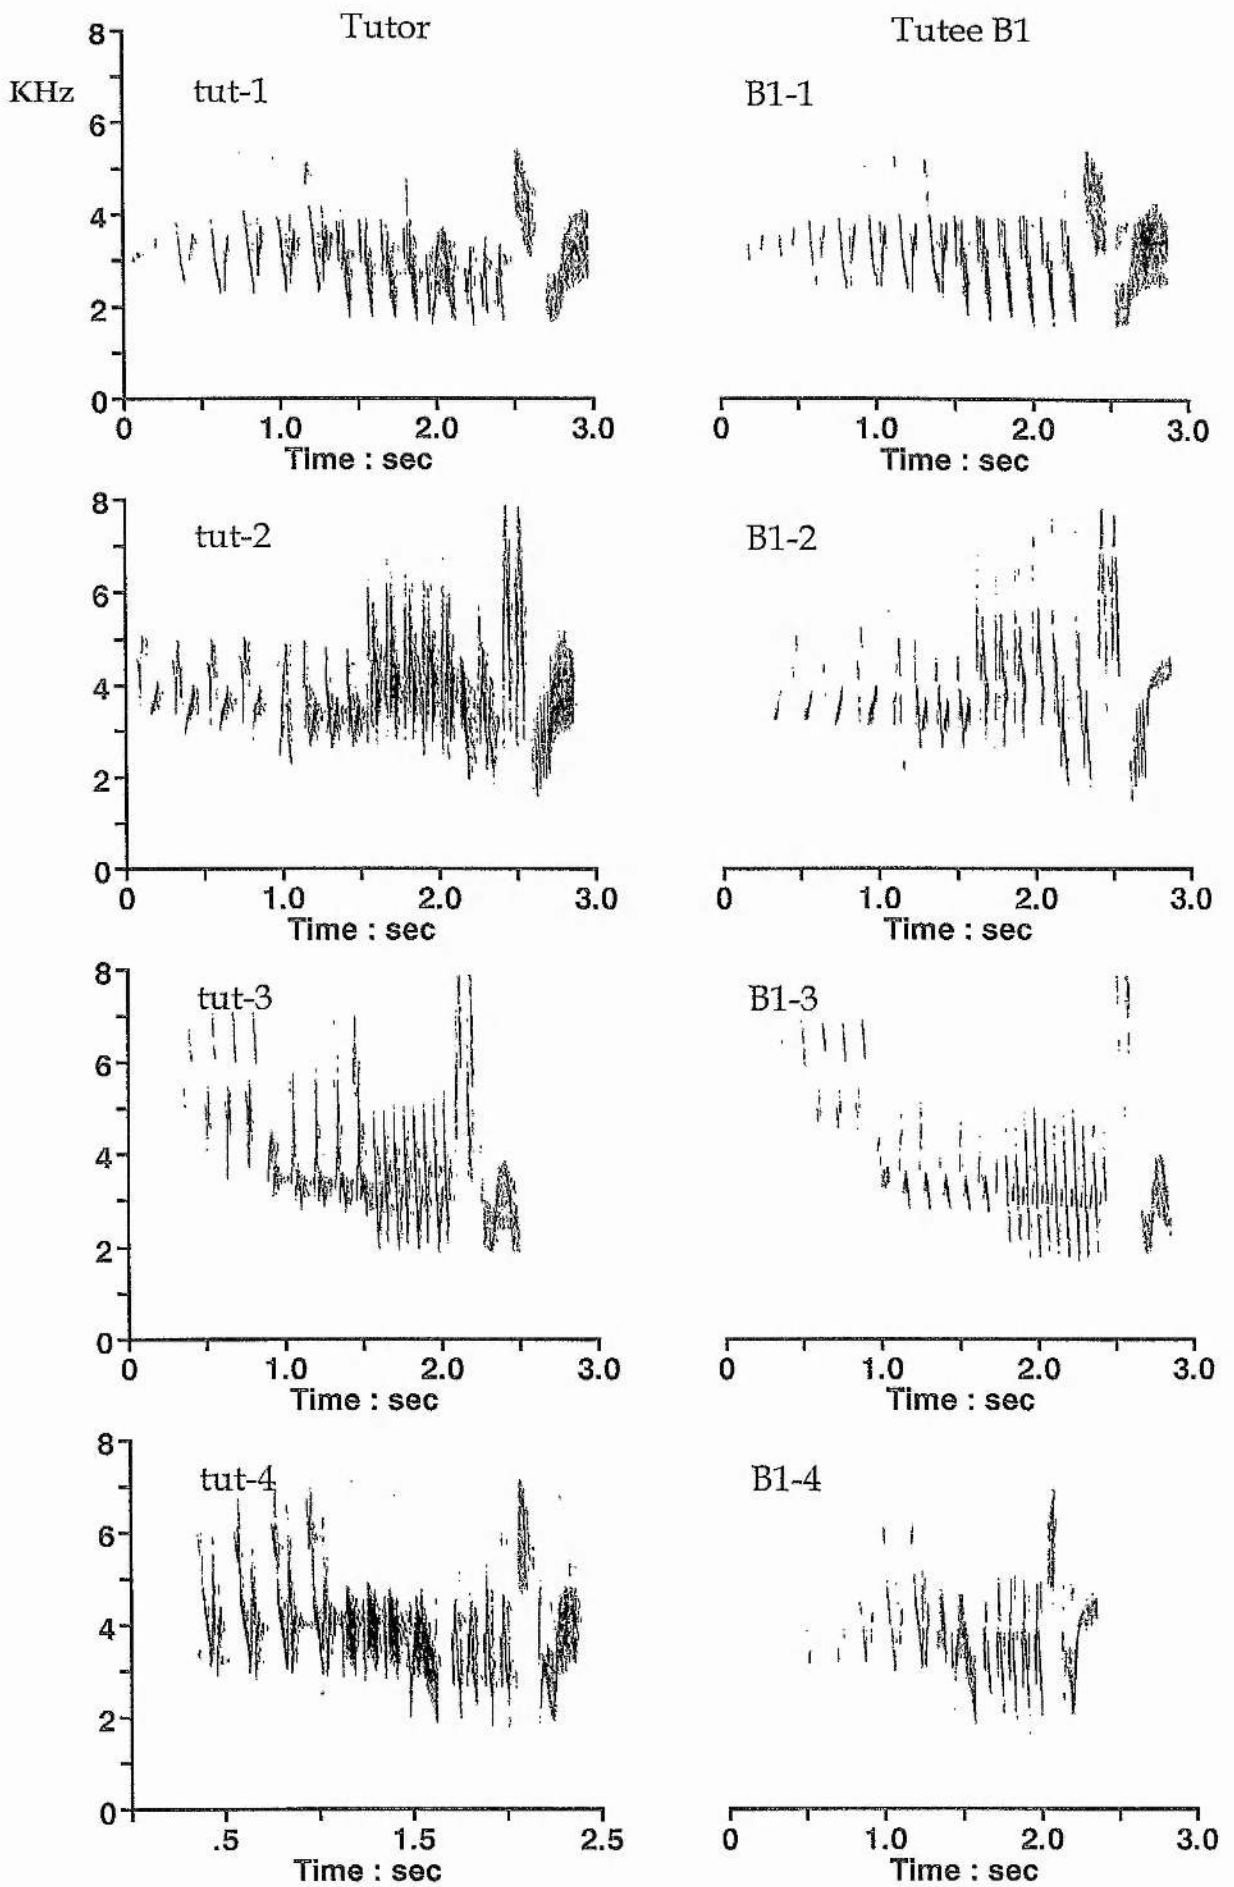 Tutor Tutee B1
KHz
tut-1 B1-1
8
6
4
2
0
0 1.0 2.0 3.0 0 1.0 2.0 3.0
Time : sec Time : sec
tut-2 B1-2
8
6
4
2
0
0 1.0 2.0 3.0 0 1.0 2.0 3.0
Time : sec Time : sec
tut-3 B1-3
8
6
4
2
0
0 1.0 2.0 3.0 0 1.0 2.0 3.0
Time : sec Time : sec
tut-4 B1-4
8
6
4
2
0
.5 1.5 2.5 0 1.0 2.0 3.0
Time : sec Time : sec